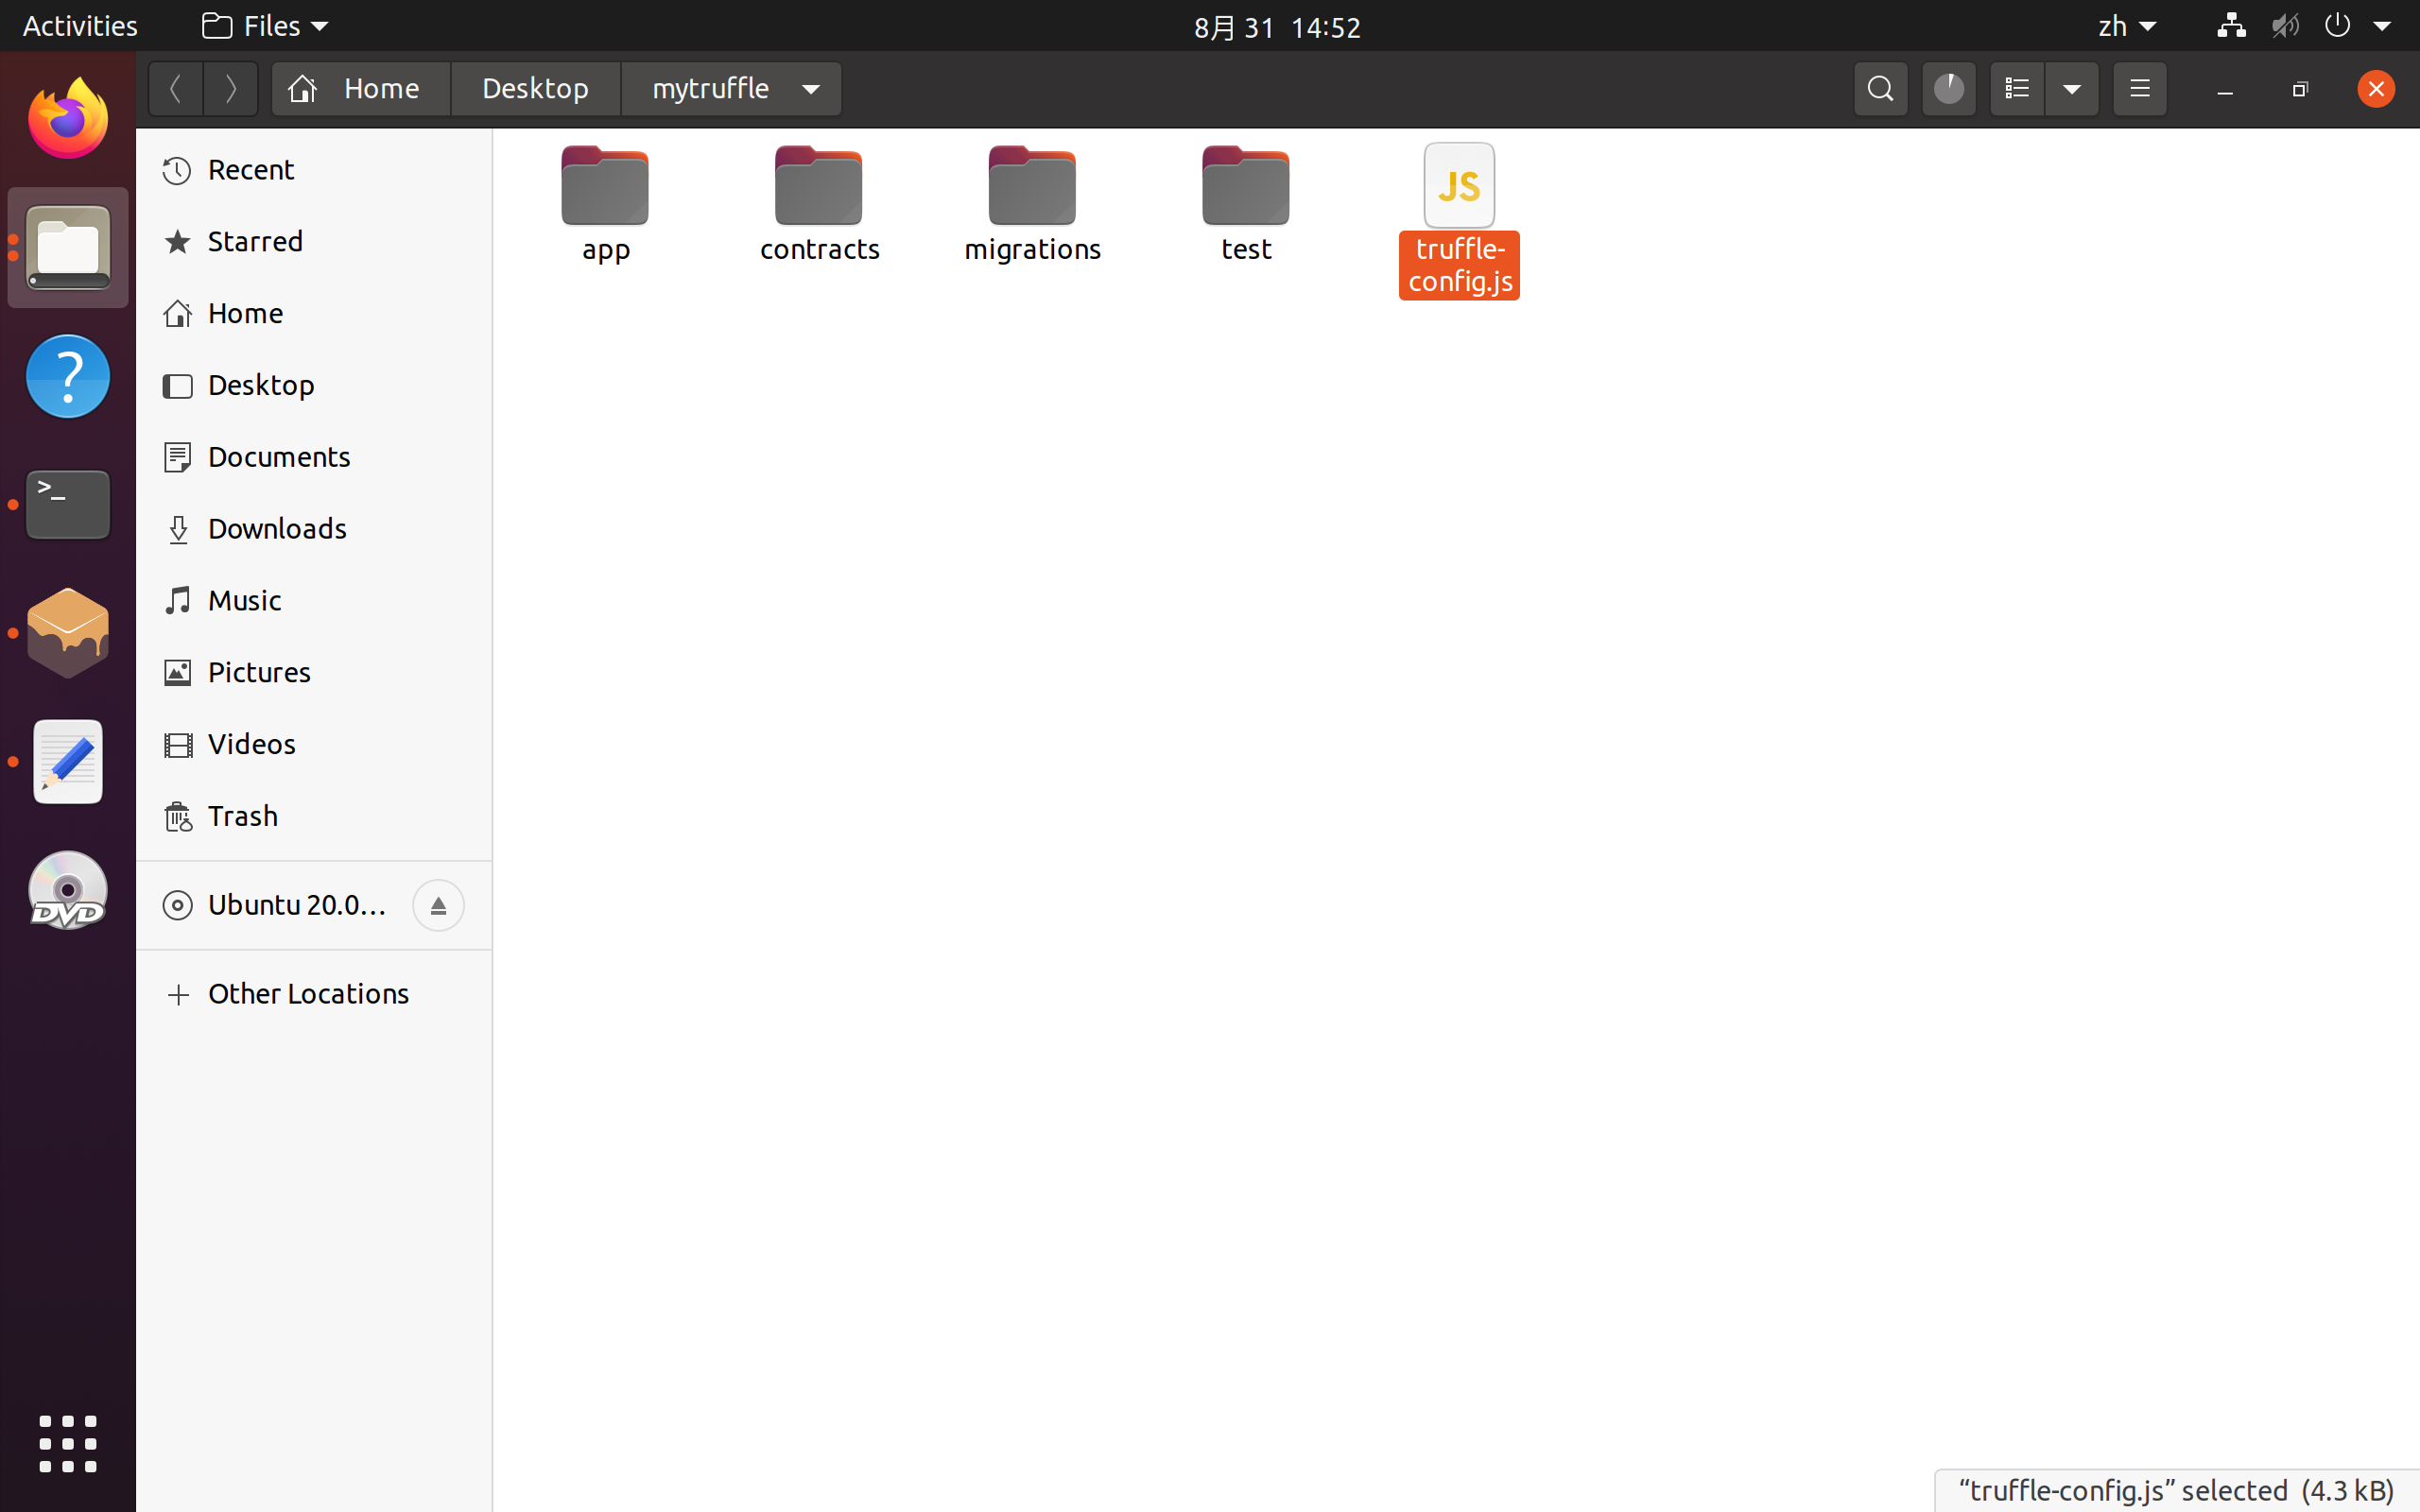 Activities Files 8月 31 14:52 zh
Home Desktop mytruffle
Recent
Starred
Home
Desktop
Documents
Downloads
Music
Pictures
Videos
Trash
Ubuntu 20.0…
Other Locations
app contracts migrations test
JS
truffle-
config.js
?
>_
DVD
“truffle-config.js” selected (4.3 kB)